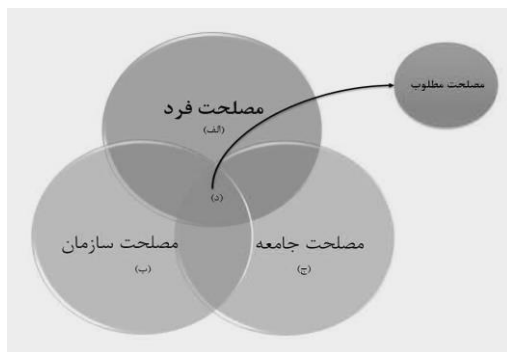 مصلحت مطلوب
مصلحت فرد
(الف)
(د)
مصلحت جامعه
(ج)
مصلحت سازمان
(ب)